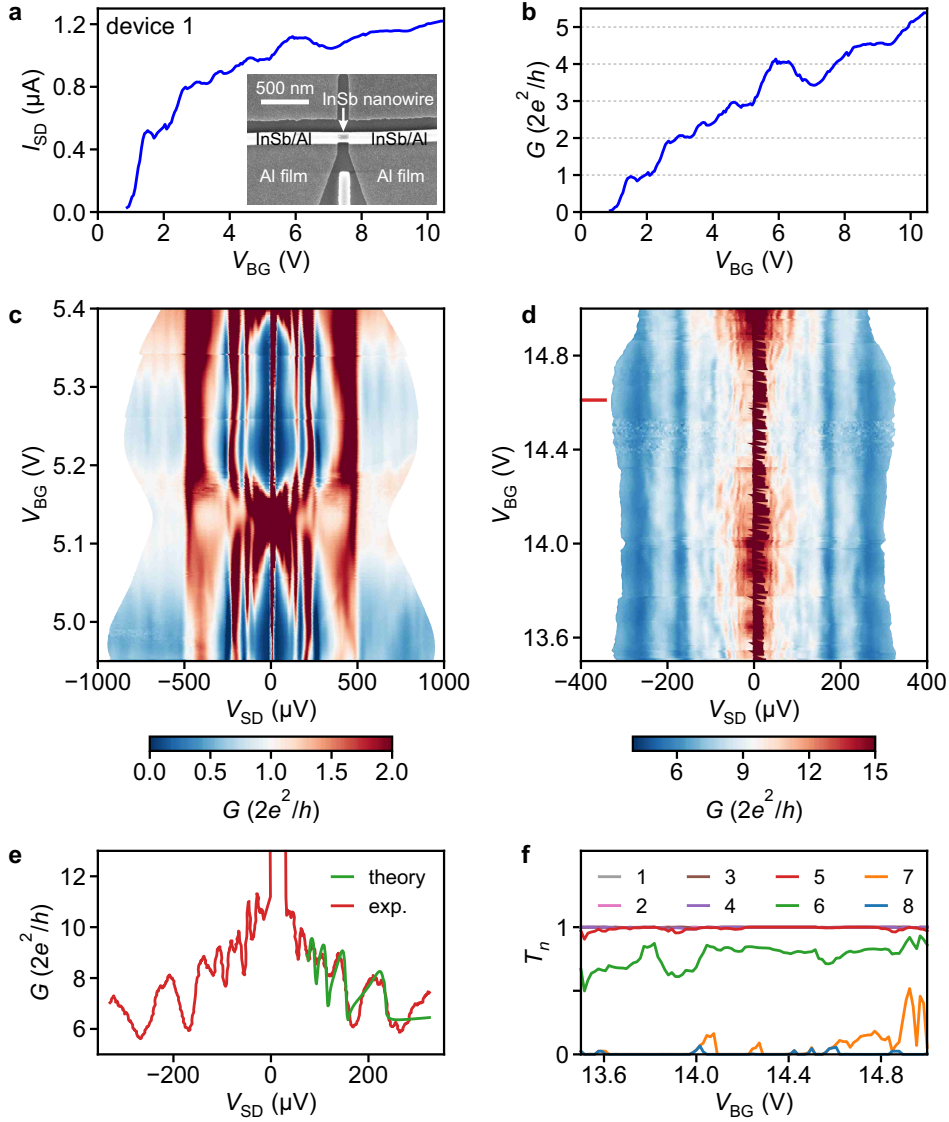 a
device 1
I_SD (µA)
1.2
0.8
0.4
0.0
0 2 4 6 8 10
V_BG (V)
500 nm
InSb nanowire
InSb/Al InSb/Al
Al film Al film
b
G (2e²/h)
5
4
3
2
1
0
0 2 4 6 8 10
V_BG (V)
c
V_BG (V)
5.4
5.3
5.2
5.1
5.0
−1000 −500 0 500 1000
V_SD (µV)
0.0 0.5 1.0 1.5 2.0
G (2e²/h)
d
V_BG (V)
14.8
14.4
14.0
13.6
−400 −200 0 200 400
V_SD (µV)
6 9 12 15
G (2e²/h)
e
G (2e²/h)
12
10
8
6
theory
exp.
−200 0 200
V_SD (µV)
f
T_n
1
0
1 3 5 7
2 4 6 8
13.6 14.0 14.4 14.8
V_BG (V)